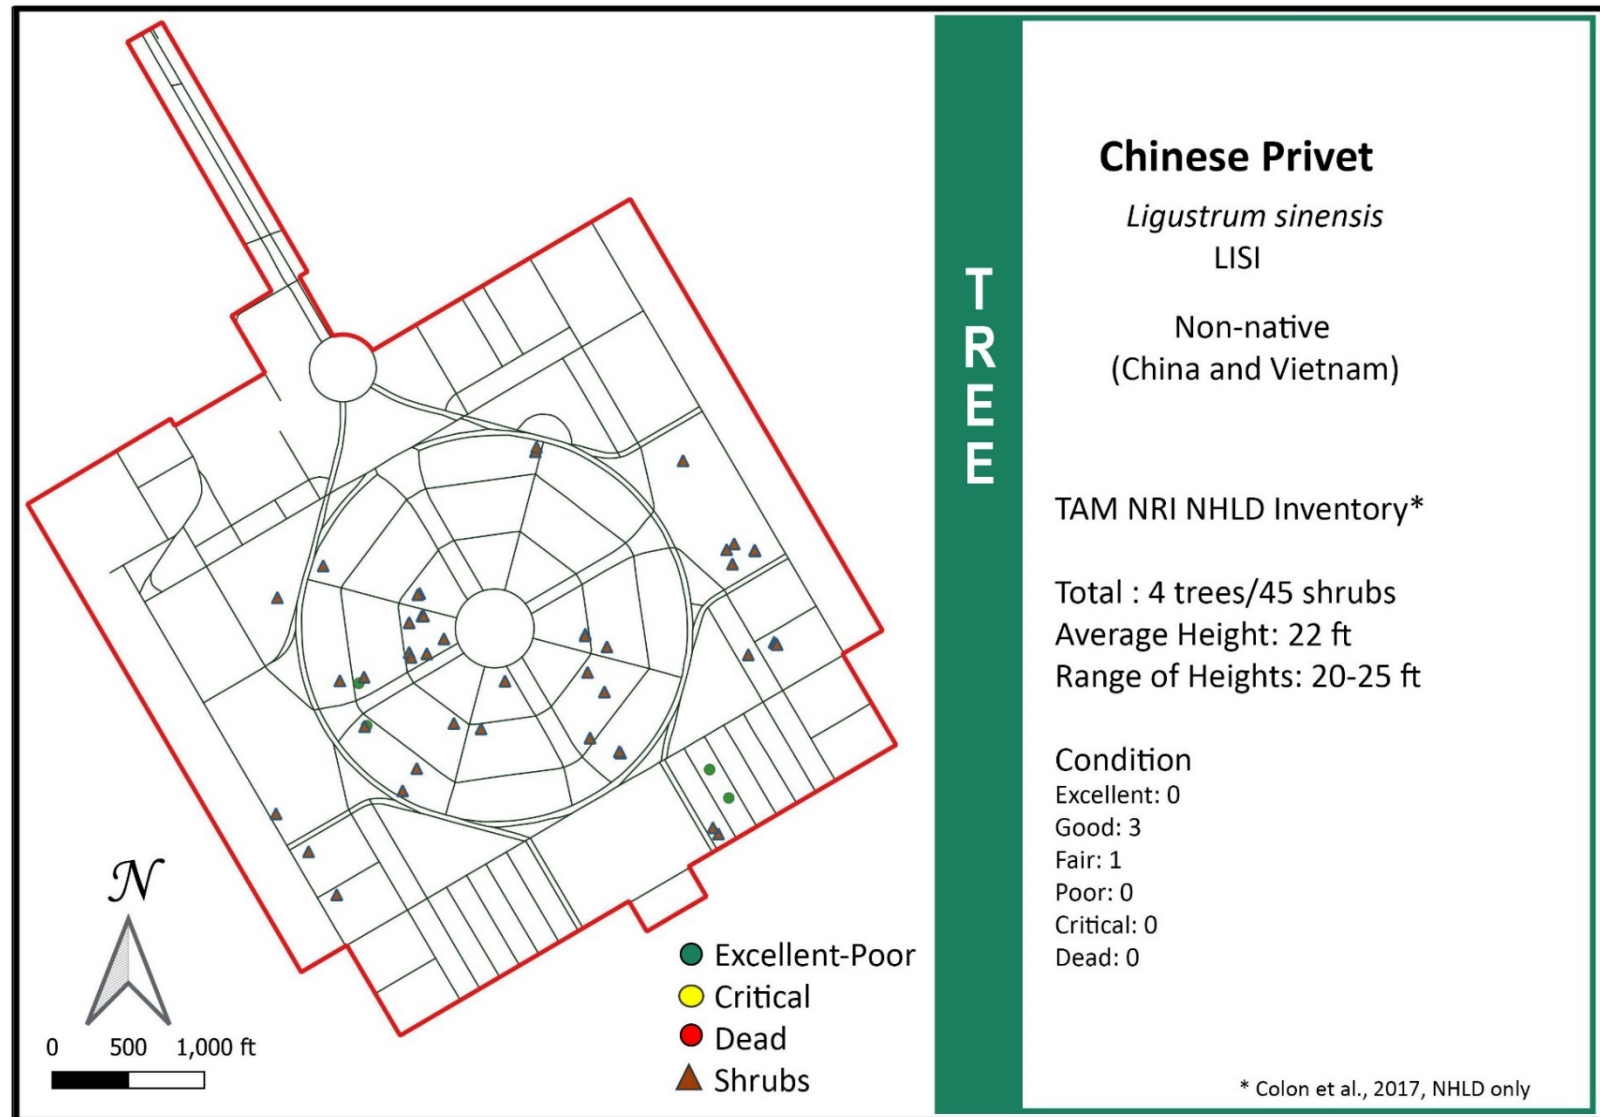 N
0 500 1,000 ft
Excellent-Poor
Critical
Dead
Shrubs
T
R
E
E
Chinese Privet
Ligustrum sinensis
LISI
Non-native
(China and Vietnam)
TAM NRI NHLD Inventory*
Total : 4 trees/45 shrubs
Average Height: 22 ft
Range of Heights: 20-25 ft
Condition
Excellent: 0
Good: 3
Fair: 1
Poor: 0
Critical: 0
Dead: 0
* Colon et al., 2017, NHLD only